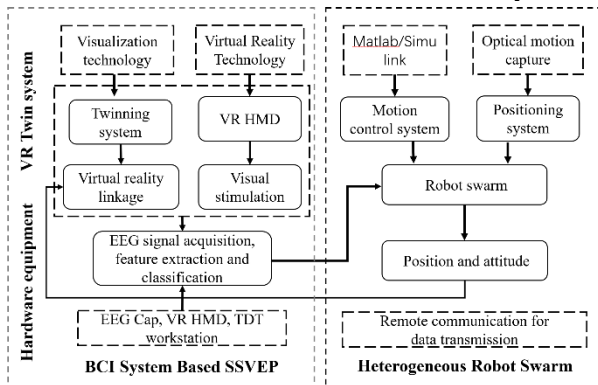 Visualization
technology
Virtual Reality
Technology
Matlab/Simu
link
Optical motion
capture
VR Twin system
Twinning
system
VR HMD
Motion
control system
Positioning
system
Virtual reality
linkage
Visual
stimulation
Robot swarm
Hardware equipment
EEG signal acquisition,
feature extraction and
classification
Position and attitude
EEG Cap, VR HMD, TDT
workstation
Remote communication for
data transmission
BCI System Based SSVEP
Heterogeneous Robot Swarm